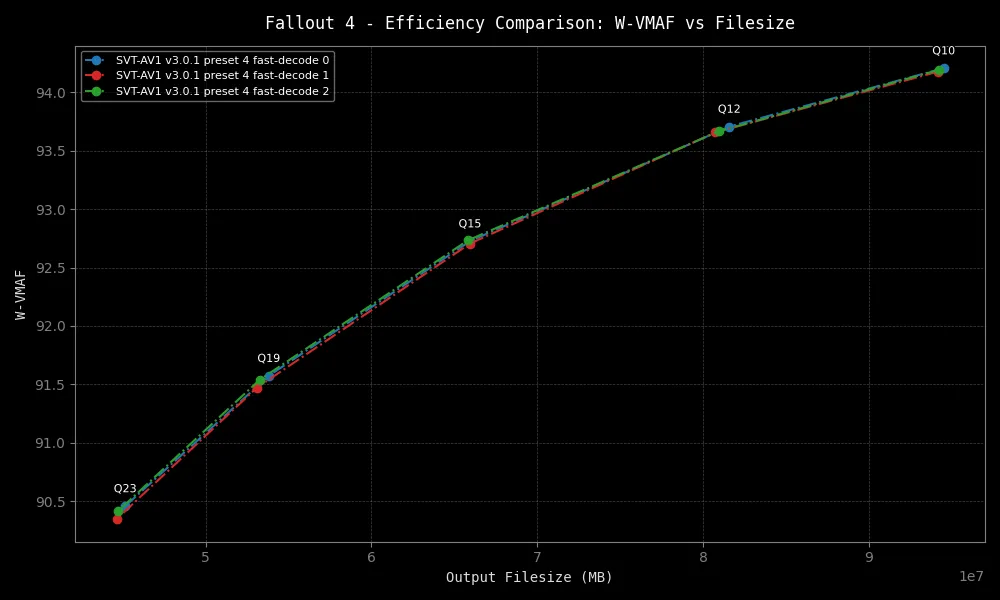 Fallout 4 - Efficiency Comparison: W-VMAF vs Filesize
SVT-AV1 v3.0.1 preset 4 fast-decode 0
SVT-AV1 v3.0.1 preset 4 fast-decode 1
SVT-AV1 v3.0.1 preset 4 fast-decode 2
Q10
Q12
Q15
Q19
Q23
94.0
93.5
93.0
92.5
92.0
91.5
91.0
90.5
W-VMAF
5 6 7 8 9
1e7
Output Filesize (MB)